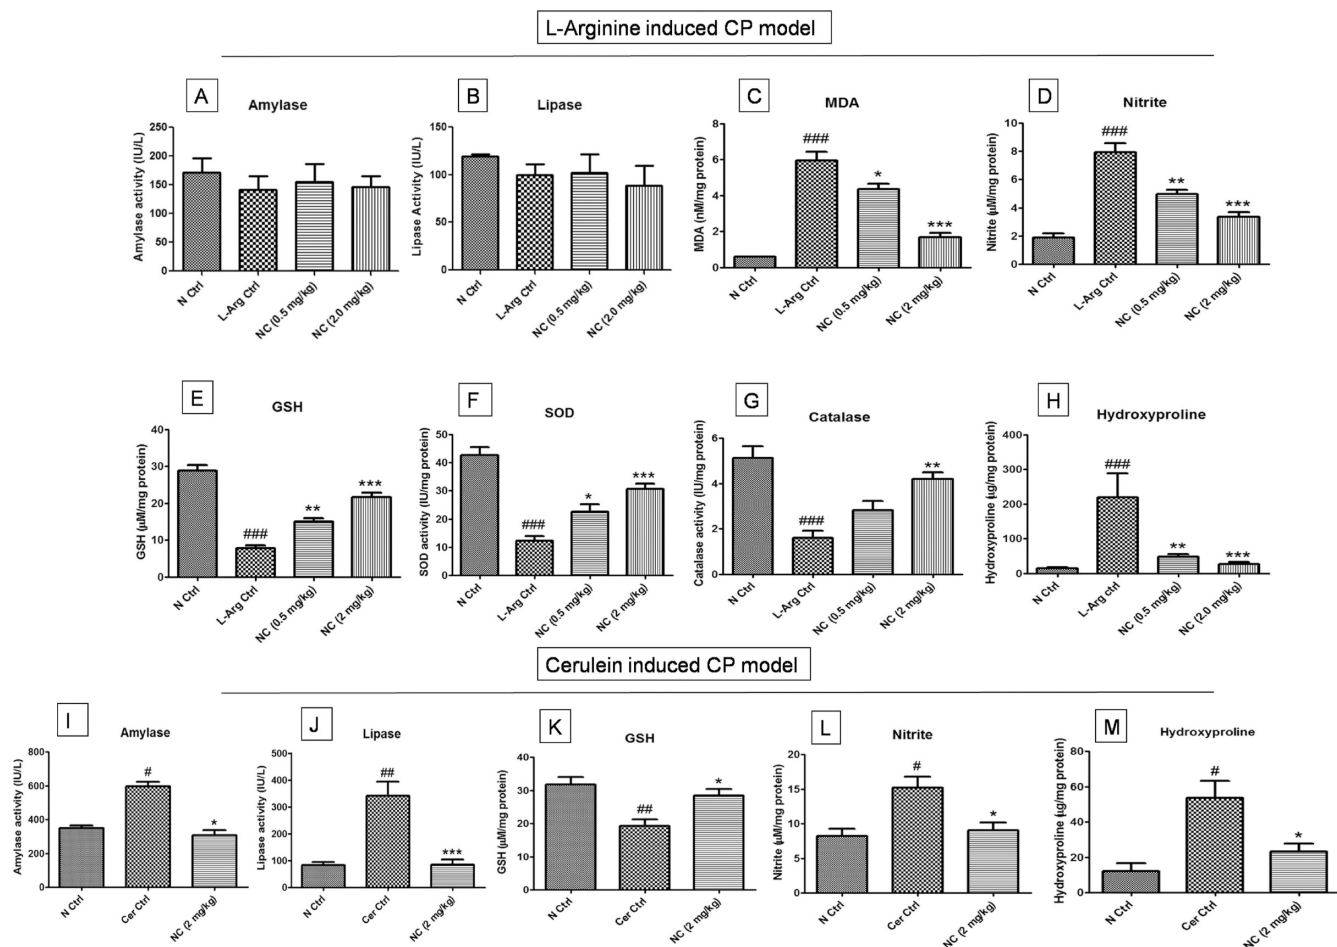 L-Arginine induced CP model
A
Amylase
Amylase activity (IU/L)
250
200
150
100
50
0
N Ctrl
L-Arg Ctrl
NC (0.5 mg/kg)
NC (2.0 mg/kg)
B
Lipase
Lipase Activity (IU/L)
150
100
50
0
N Ctrl
L-Arg Ctrl
NC (0.5 mg/kg)
NC (2.0 mg/kg)
C
MDA
MDA (nM/mg protein)
8
6
4
2
0
###
*
***
N Ctrl
L-Arg Ctrl
NC (0.5 mg/kg)
NC (2 mg/kg)
D
Nitrite
Nitrite (µM/mg protein)
10
8
6
4
2
0
###
**
***
N Ctrl
L-Arg Ctrl
NC (0.5 mg/kg)
NC (2 mg/kg)
E
GSH
GSH (µM/mg protein)
40
30
20
10
0
###
**
***
N Ctrl
L-Arg Ctrl
NC (0.5 mg/kg)
NC (2 mg/kg)
F
SOD
SOD activity (IU/mg protein)
50
40
30
20
10
0
###
*
***
N Ctrl
L-Arg Ctrl
NC (0.5 mg/kg)
NC (2 mg/kg)
G
Catalase
Catalase activity (IU/mg protein)
6
4
2
0
###
**
N Ctrl
L-Arg Ctrl
NC (0.5 mg/kg)
NC (2 mg/kg)
H
Hydroxyproline
Hydroxyproline (µg/mg protein)
400
300
200
100
0
###
**
***
N Ctrl
L-Arg Ctrl
NC (0.5 mg/kg)
NC (2.0 mg/kg)
Cerulein induced CP model
I
Amylase
Amylase activity (IU/L)
800
600
400
200
0
#
*
N Ctrl
Cer Ctrl
NC (2 mg/kg)
J
Lipase
Lipase activity (IU/L)
500
400
300
200
100
0
##
***
N Ctrl
Cer Ctrl
NC (2 mg/kg)
K
GSH
GSH (µM/mg protein)
40
30
20
10
0
##
*
N Ctrl
Cer Ctrl
NC (2 mg/kg)
L
Nitrite
Nitrite (µM/mg protein)
20
15
10
5
0
#
*
N Ctrl
Cer Ctrl
NC (2 mg/kg)
M
Hydroxyproline
Hydroxyproline (µg/mg protein)
80
60
40
20
0
#
*
N Ctrl
Cer Ctrl
NC (2 mg/kg)